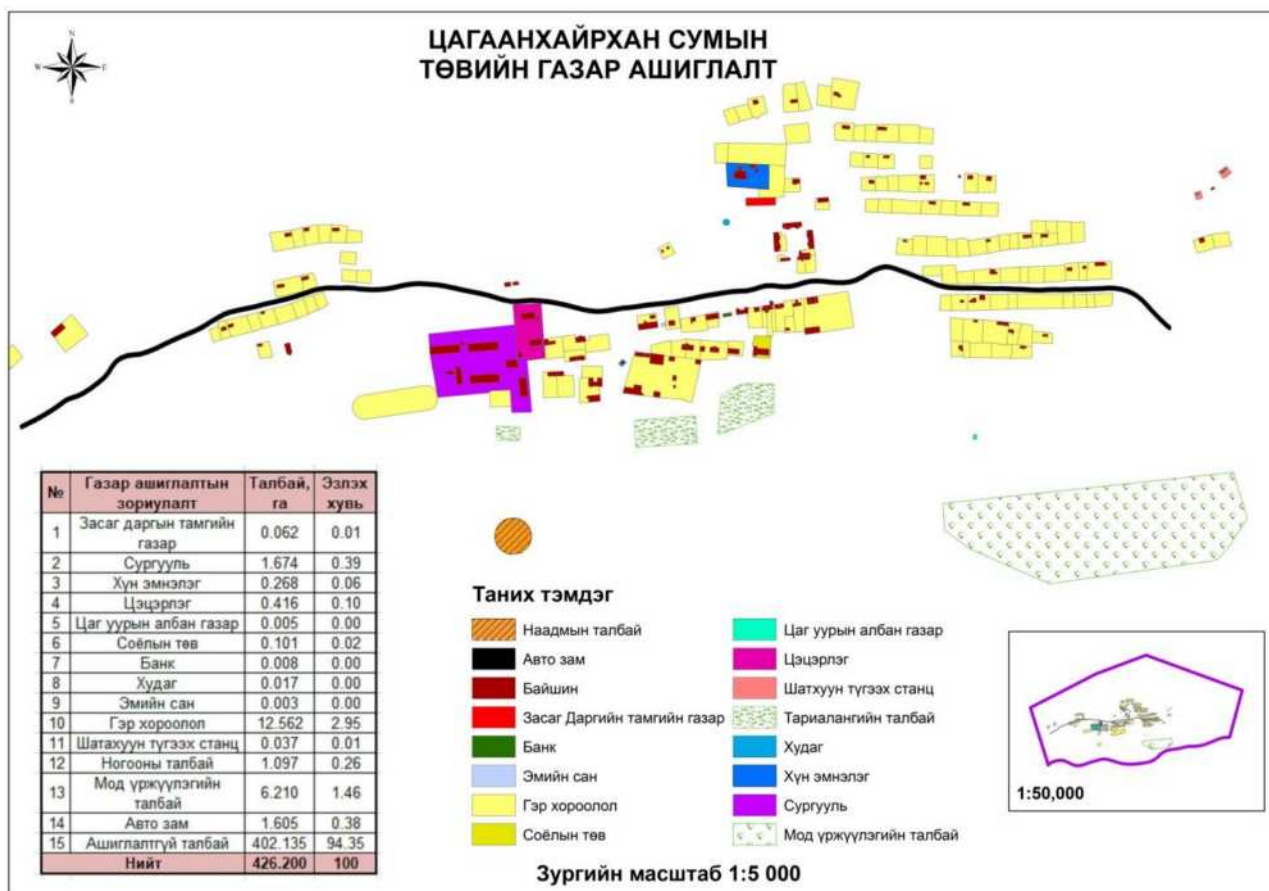 ЦАГААНХАЙРХАН СУМЫН
ТӨВИЙН ГАЗАР АШИГЛАЛТ
N
W
E
S
№ Газар ашиглалтын зориулалт Талбай, га Эзлэх хувь
1 Засаг даргын тамгийн газар 0.062 0.01
2 Сургууль 1.674 0.39
3 Хүн эмнэлэг 0.268 0.06
4 Цэцэрлэг 0.416 0.10
5 Цаг уурын албан газар 0.005 0.00
6 Соёлын төв 0.101 0.02
7 Банк 0.008 0.00
8 Худаг 0.017 0.00
9 Эмийн сан 0.003 0.00
10 Гэр хороолол 12.562 2.95
11 Шатахуун түгээх станц 0.037 0.01
12 Ногооны талбай 1.097 0.26
13 Мод үржүүлэгийн талбай 6.210 1.46
14 Авто зам 1.605 0.38
15 Ашиглалтгүй талбай 402.135 94.35
Нийт 426.200 100
Таних тэмдэг
Наадмын талбай
Авто зам
Байшин
Засаг Даргийн тамгийн газар
Банк
Эмийн сан
Гэр хороолол
Соёлын төв
Цаг уурын албан газар
Цэцэрлэг
Шатхуун түгээх станц
Тариалангийн талбай
Худаг
Хүн эмнэлэг
Сургууль
Мод үржүүлэгийн талбай
1:50,000
Зургийн масштаб 1:5 000